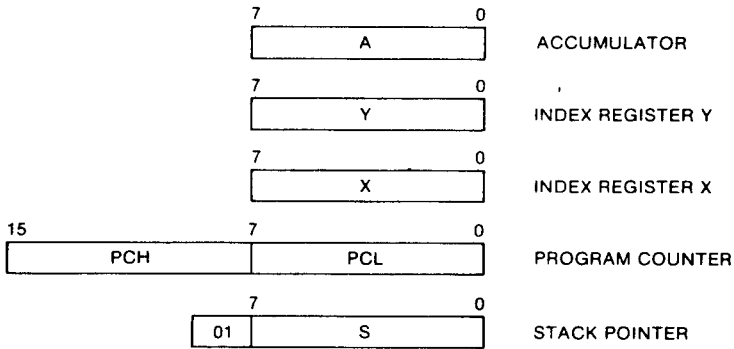 7 0
A ACCUMULATOR
7 0
Y INDEX REGISTER Y
7 0
X INDEX REGISTER X
15 7 0
PCH PCL PROGRAM COUNTER
7 0
01 S STACK POINTER